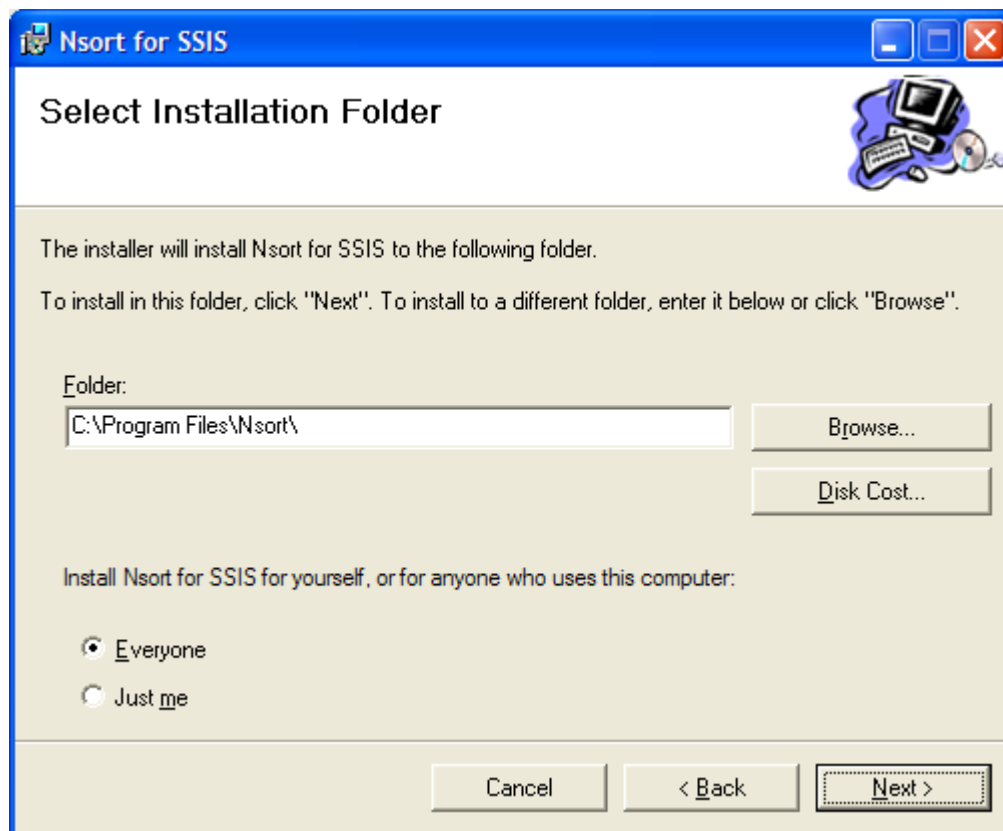 Nsort for SSIS
Select Installation Folder
The installer will install Nsort for SSIS to the following folder.
To install in this folder, click "Next". To install to a different folder, enter it below or click "Browse".
Folder:
C:\Program Files\Nsort\
Browse...
Disk Cost...
Install Nsort for SSIS for yourself, or for anyone who uses this computer:
Everyone
Just me
Cancel
< Back
Next >